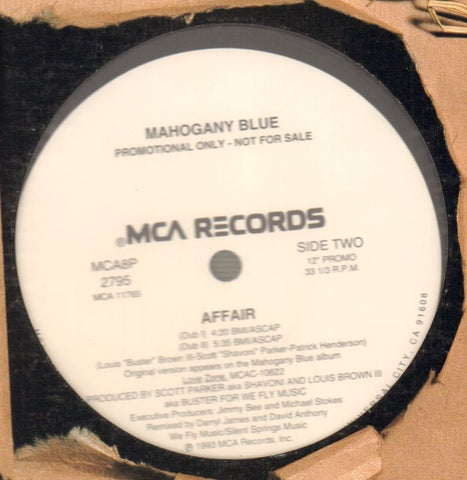 MAHOGANY BLUE
PROMOTIONAL ONLY - NOT FOR SALE
®MCA RECORDS
MCA8P
2795
MCA 11765
SIDE TWO
12" PROMO
33 1/3 R.P.M.
AFFAIR
(Dub I) 4:20 BMI/ASCAP
(Dub II) 5:35 BMI/ASCAP
(Louis "Buster" Brown III-Scott "Shavoni" Parker-Patrick Henderson)
Original version appears on the Mahogany Blue album
Love Zone, MCAC-10622
PRODUCED BY SCOTT PARKER aka SHAVONI AND LOUIS BROWN III
aka BUSTER FOR WE FLY MUSIC
Executive Producers: Jimmy Bee and Michael Stokes
Remixed by Darryl James and David Anthony
We Fly Music/Silent Springs Music
℗ 1993 MCA Records, Inc.
CITY, CA 91608